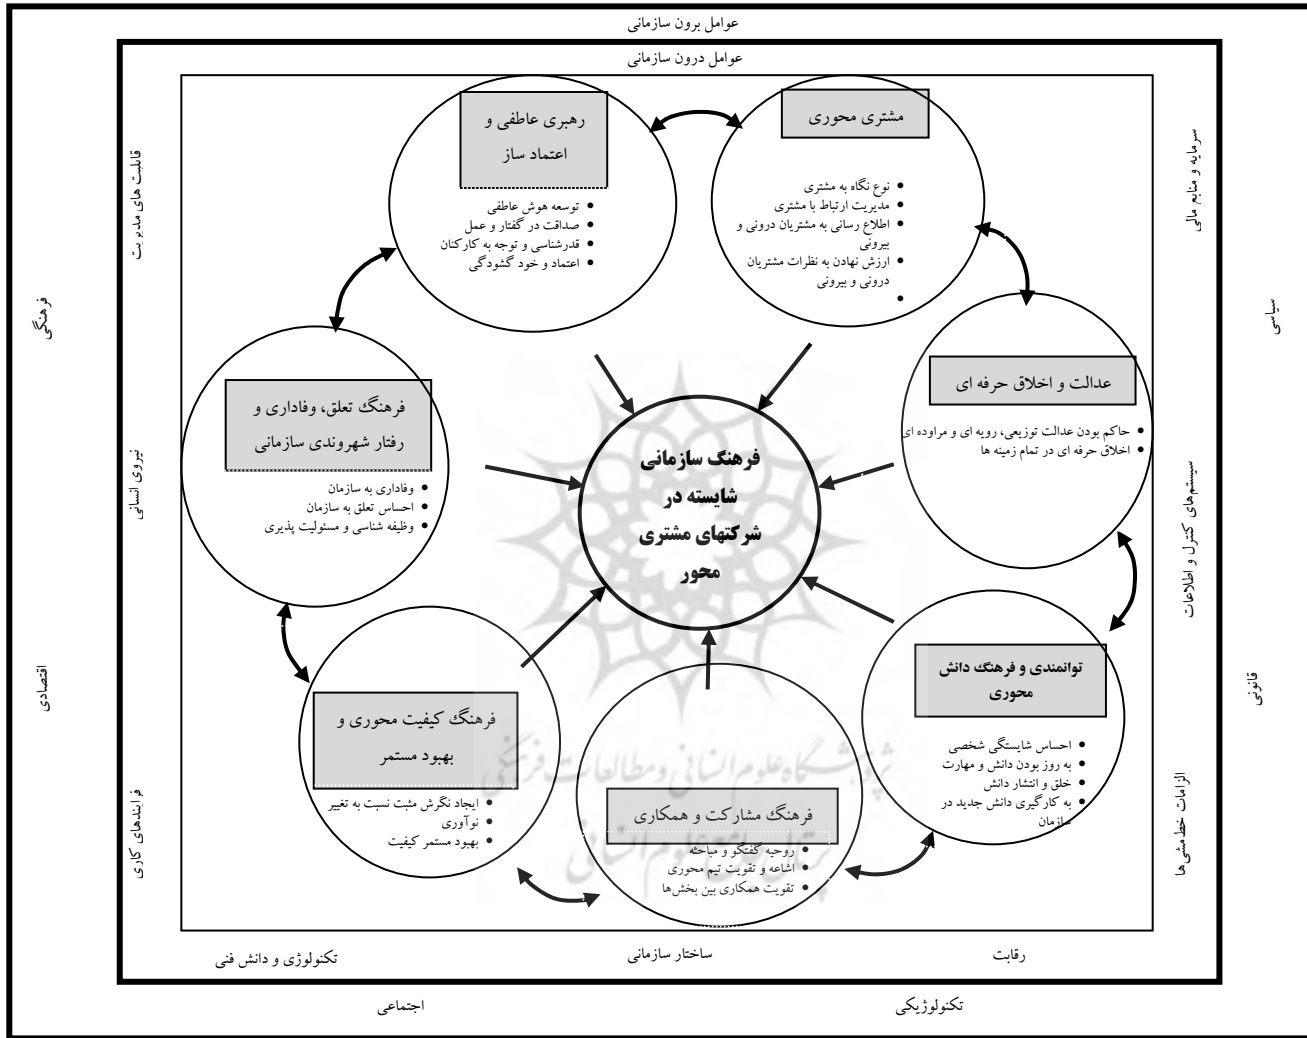 عوامل برون سازمانی
عوامل درون سازمانی
مشتری محوری
نوع نگاه به مشتری
مدیریت ارتباط با مشتری
اطلاع رسانی به مشتریان درونی و
بیرونی
ارزش نهادن به نظرات مشتریان
درونی و بیرونی
رهبری عاطفی و
اعتماد ساز
توسعه هوش عاطفی
صداقت در گفتار و عمل
قدرشناسی و توجه به کارکنان
اعتماد و خود گشودگی
عدالت و اخلاق حرفه ای
حاکم بودن عدالت توزیعی، رویه ای و مراوده ای
اخلاق حرفه ای در تمام زمینه ها
فرهنگ تعلق، وفاداری و
رفتار شهروندی سازمانی
وفاداری به سازمان
احساس تعلق به سازمان
وظیفه شناسی و مسئولیت پذیری
فرهنگ سازمانی
شایسته در
شرکتهای مشتری
محور
توانمندی و فرهنگ دانش
محوری
احساس شایستگی شخصی
به روز بودن دانش و مهارت
خلق و انتشار دانش
به کارگیری دانش جدید در
سازمان
فرهنگ کیفیت محوری و
بهبود مستمر
ایجاد نگرش مثبت نسبت به تغییر
نوآوری
بهبود مستمر کیفیت
فرهنگ مشارکت و همکاری
روحیه گفتگو و مباحثه
اشاعه و تقویت تیم محوری
تقویت همکاری بین بخش‌ها
پژوهشگاه علوم انسانی و مطالعات فرهنگی
پرتال جامع علوم انسانی
سرمایه و منابع مالی
سیستم‌های کنترل و اطلاعات
الزامات خط‌مشی‌ها
قابلیت های مدیریت
نیروی انسانی
فرایندهای کاری
سیاسی
قانونی
فرهنگی
اقتصادی
رقابت
ساختار سازمانی
تکنولوژی و دانش فنی
تکنولوژیکی
اجتماعی